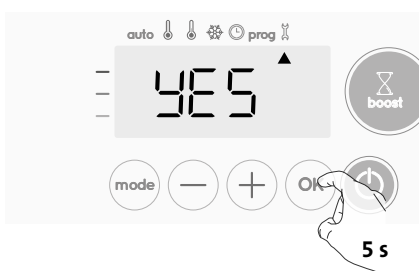 auto prog
YES
boost
mode − + OK
5 s